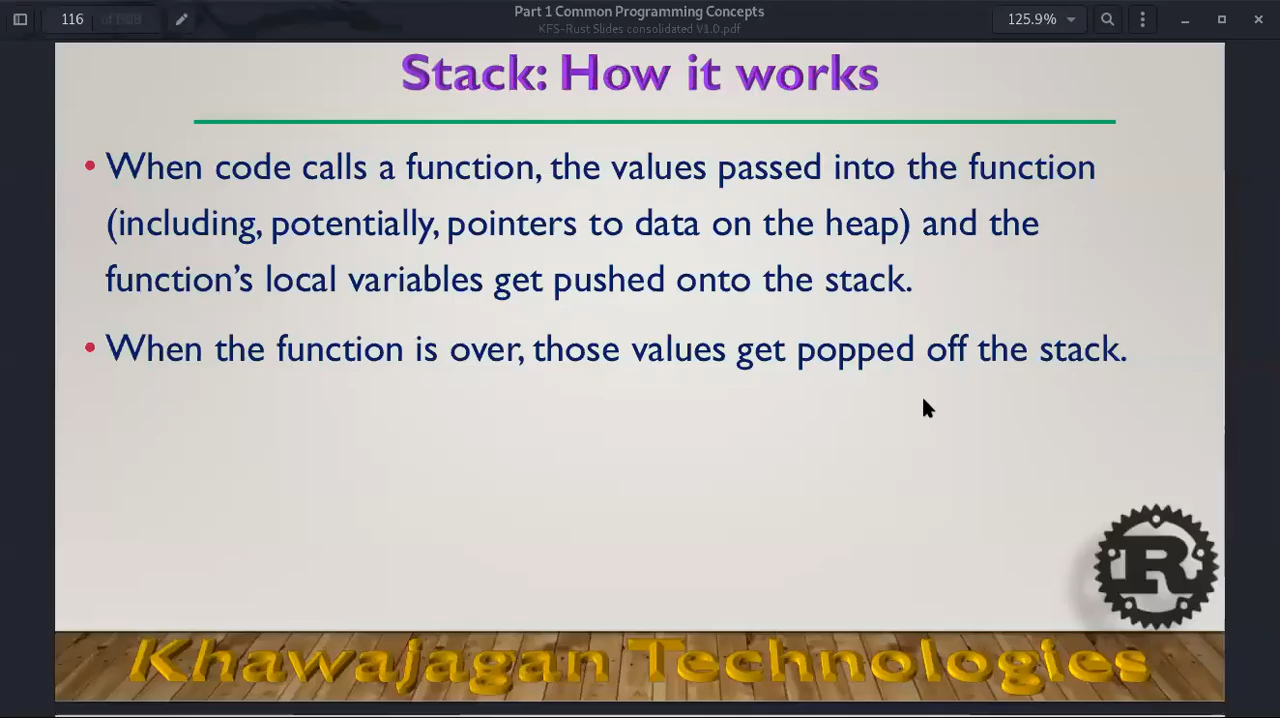 116
Part 1 Common Programming Concepts
KFS-Rust Slides consolidated V1.0.pdf
125.9%
Stack: How it works
• When code calls a function, the values passed into the function
(including, potentially, pointers to data on the heap) and the
function’s local variables get pushed onto the stack.
• When the function is over, those values get popped off the stack.
R
Khawajagan Technologies